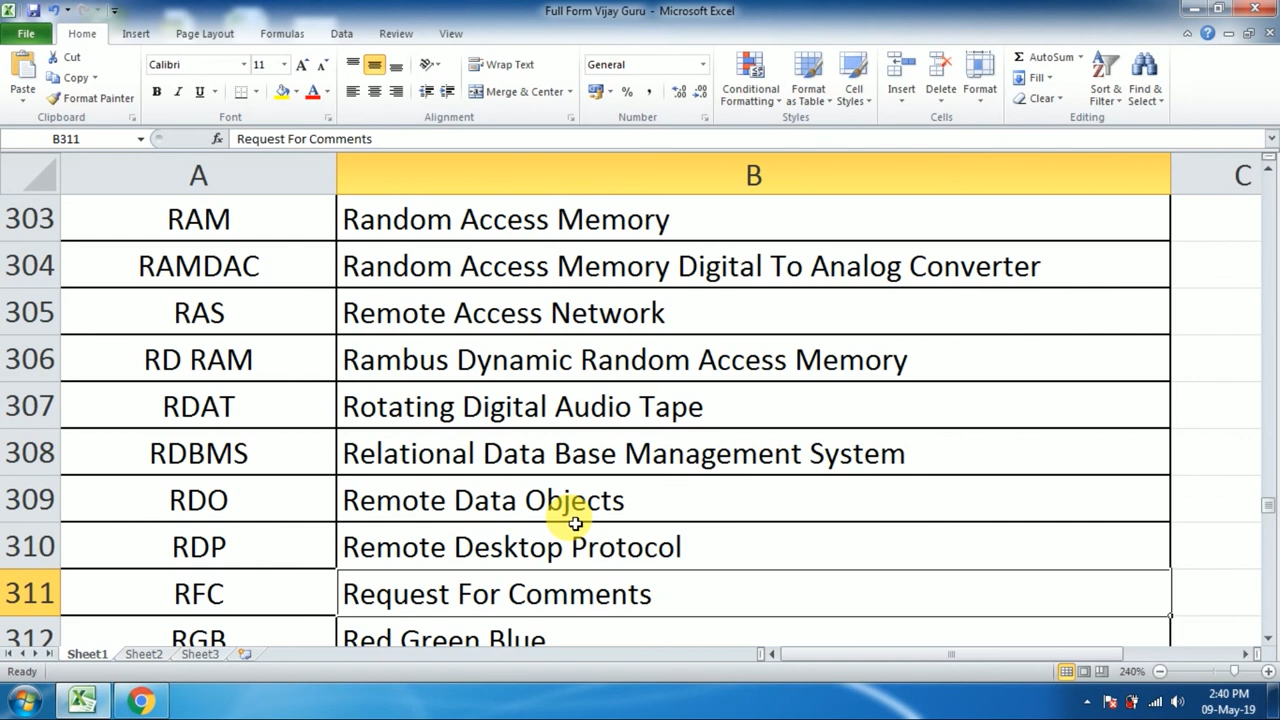 Full Form Vijay Guru - Microsoft Excel
File Home Insert Page Layout Formulas Data Review View
Paste Cut Copy Format Painter Clipboard
Calibri 11 A A B I U A Font
Wrap Text Merge & Center Alignment
General % , Number
Conditional Formatting Format as Table Cell Styles Styles
Insert Delete Format Cells
Σ AutoSum Fill Clear Sort & Filter Find & Select Editing
B311 fx Request For Comments
A B C
303 RAM Random Access Memory
304 RAMDAC Random Access Memory Digital To Analog Converter
305 RAS Remote Access Network
306 RD RAM Rambus Dynamic Random Access Memory
307 RDAT Rotating Digital Audio Tape
308 RDBMS Relational Data Base Management System
309 RDO Remote Data Objects
310 RDP Remote Desktop Protocol
311 RFC Request For Comments
312 RGB Red Green Blue
Sheet1 Sheet2 Sheet3
Ready 240%
2:40 PM
09-May-19